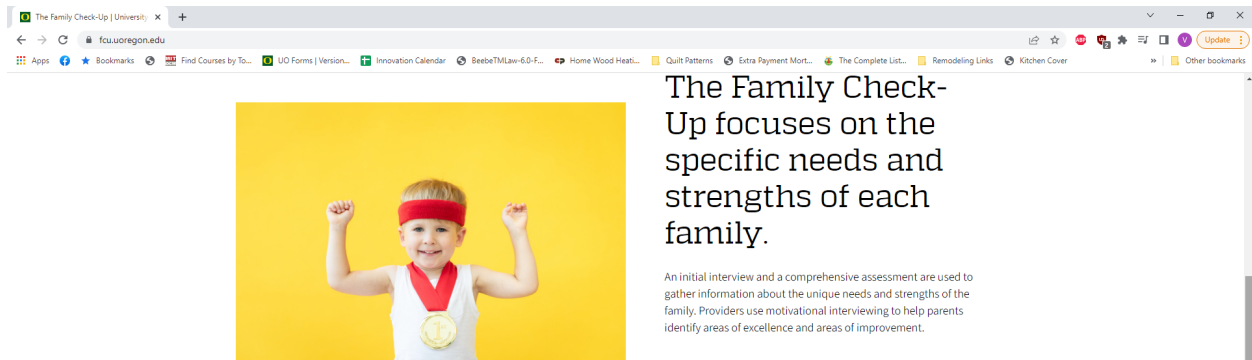 The Family Check-Up | University
fcu.uoregon.edu
ABP
2
V
Update
Apps
Bookmarks
Find Courses by To...
UO Forms | Version...
Innovation Calendar
BeebeTMLaw-6.0-F...
Home Wood Heati...
Quilt Patterns
Extra Payment Mort...
The Complete List...
Remodeling Links
Kitchen Cover
Other bookmarks
The Family Check-
Up focuses on the
specific needs and
strengths of each
family.
An initial interview and a comprehensive assessment are used to
gather information about the unique needs and strengths of the
family. Providers use motivational interviewing to help parents
identify areas of excellence and areas of improvement.
1st